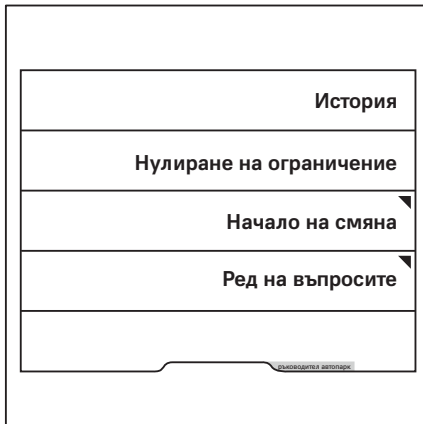 История
Нулиране на ограничение
Начало на смяна
Ред на въпросите
ръководител автопарк